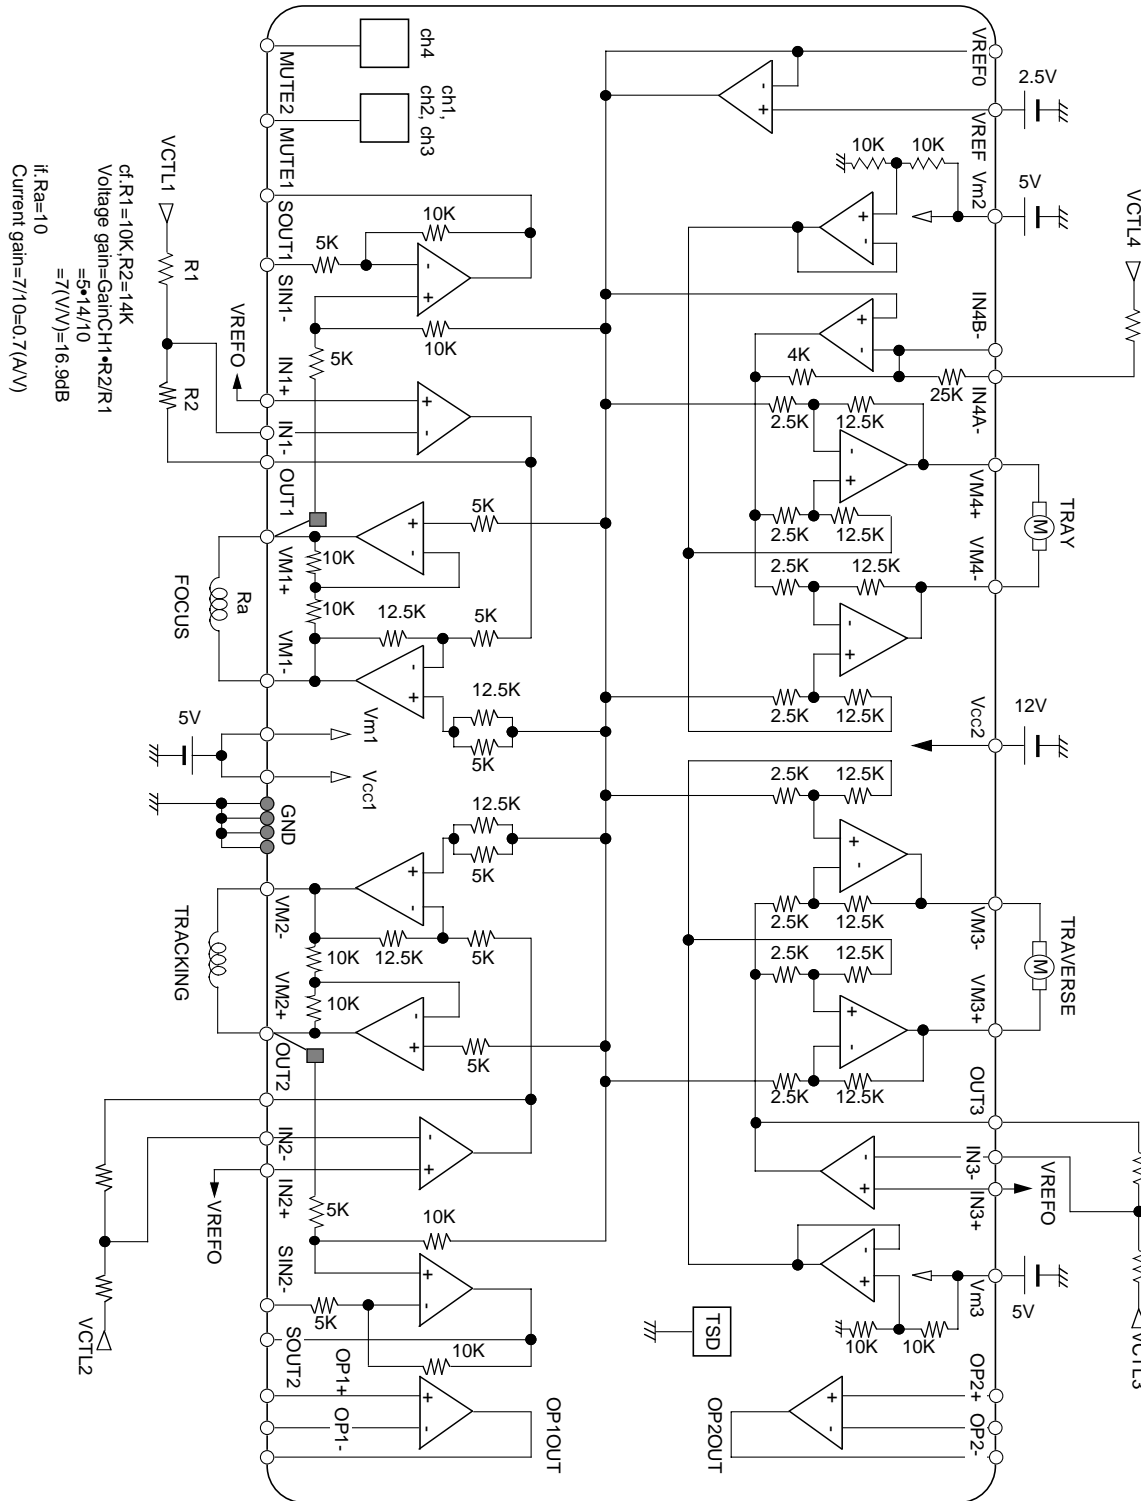 ch4
MUTE2
ch1,
ch2, ch3
MUTE1
SOUT1
SIN1-
IN1+
IN1-
OUT1
VM1+
VM1-
Vm1
Vcc1
GND
VM2-
VM2+
OUT2
IN2-
IN2+
SIN2-
SOUT2
OP1+
OP1-
OP1OUT
VCTL1
R1
R2
VREFO
Ra
FOCUS
5V
TRACKING
VREFO
VCTL2
cf.R1=10K,R2=14K
Voltage gain=GainCH1•R2/R1
=5•14/10
=7(V/V)=16.9dB
if.Ra=10
Current gain=7/10=0.7(A/V)
10K
5K
-
+
10K
5K
+
-
5K
+
-
10K
10K
12.5K
5K
-
+
12.5K
5K
12.5K
5K
+
-
12.5K
5K
10K
10K
-
+
5K
-
+
5K
10K
+
-
5K
10K
+
-
VREF0
2.5V
VREF
-
+
10K
10K
Vm2
5V
+
-
VCTL4
IN4B-
+
-
4K
25K
IN4A-
2.5K
12.5K
-
+
2.5K
12.5K
VM4+
M
TRAY
VM4-
2.5K
12.5K
-
+
2.5K
12.5K
Vcc2
12V
2.5K
12.5K
+
-
2.5K
12.5K
VM3-
M
TRAVERSE
2.5K
12.5K
+
-
2.5K
12.5K
VM3+
OUT3
-
+
IN3-
IN3+
VREFO
VCTL3
-
+
Vm3
5V
10K
10K
TSD
OP2+
OP2-
+
-
OP2OUT